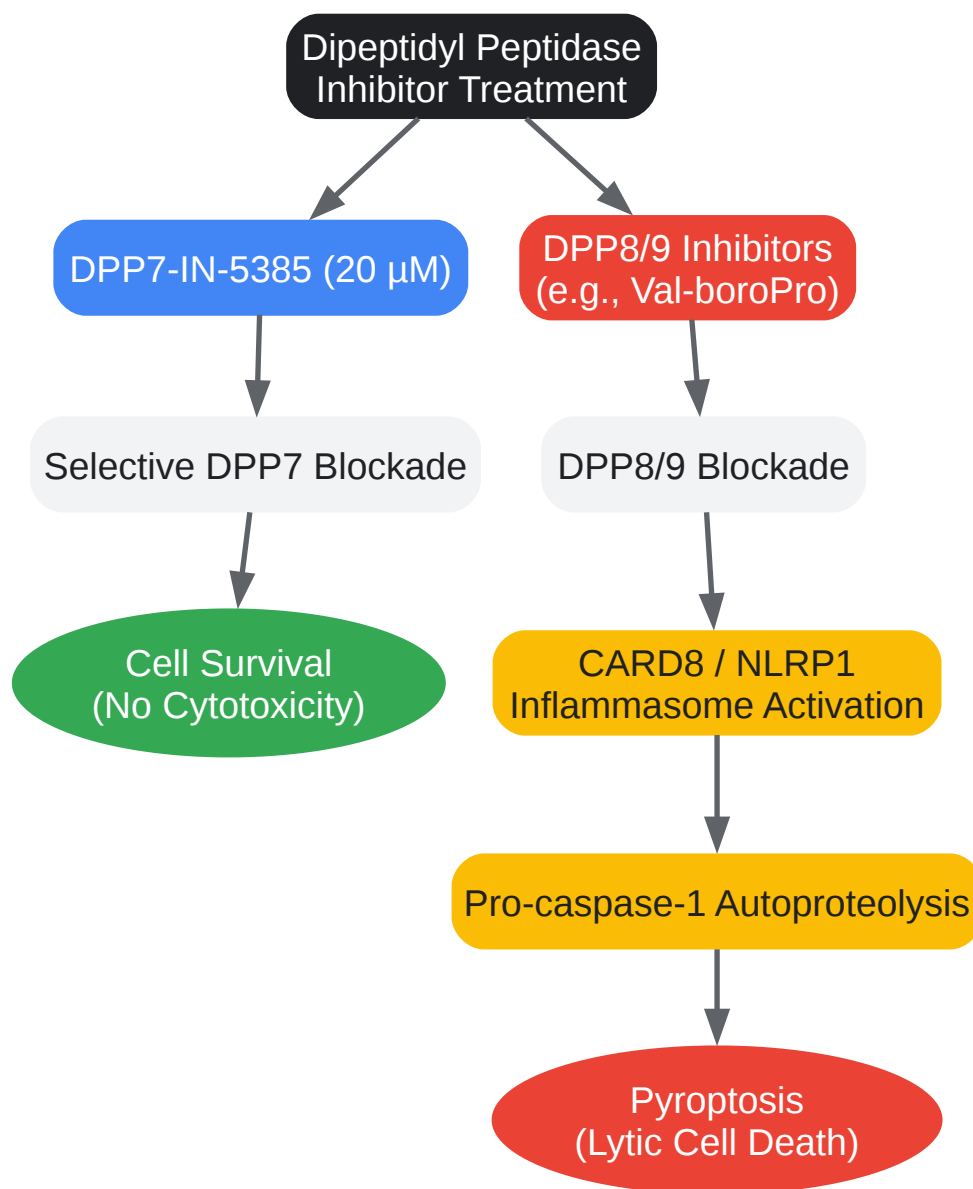 Dipeptidyl Peptidase
Inhibitor Treatment
DPP7-IN-5385 (20 µM)
DPP8/9 Inhibitors
(e.g., Val-boroPro)
Selective DPP7 Blockade
DPP8/9 Blockade
Cell Survival
(No Cytotoxicity)
CARD8 / NLRP1
Inflammasome Activation
Pro-caspase-1 Autoproteolysis
Pyroptosis
(Lytic Cell Death)